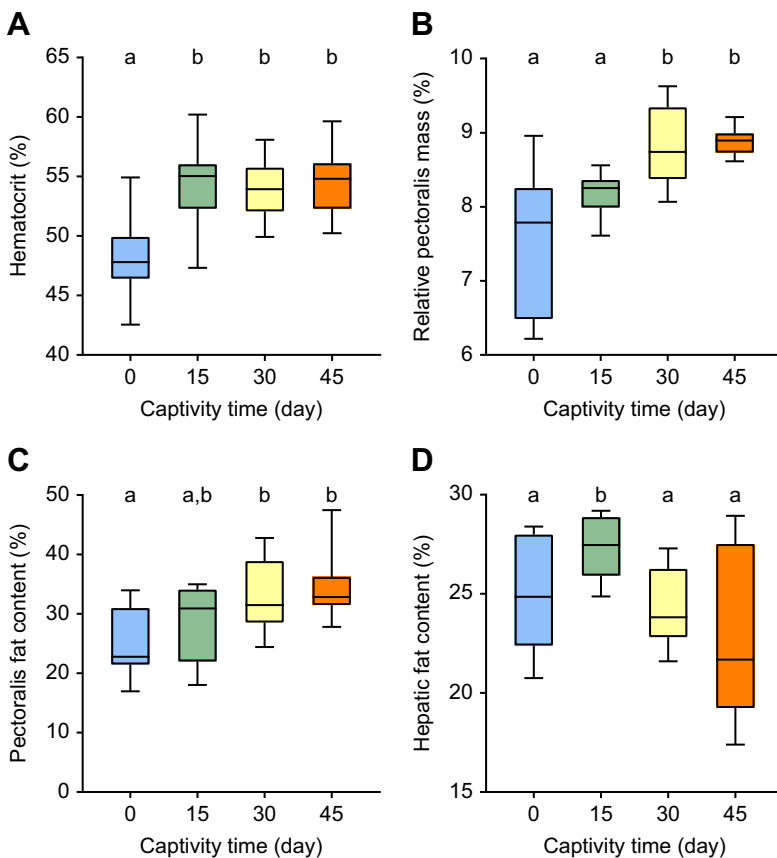 A
a b b b
65
60
55
50
45
40
Hematocrit (%)
0 15 30 45
Captivity time (day)
B
a a b b
10
9
8
7
6
Relative pectoralis mass (%)
0 15 30 45
Captivity time (day)
C
a a,b b b
50
40
30
20
10
0
Pectoralis fat content (%)
0 15 30 45
Captivity time (day)
D
a b a a
30
25
20
15
Hepatic fat content (%)
0 15 30 45
Captivity time (day)